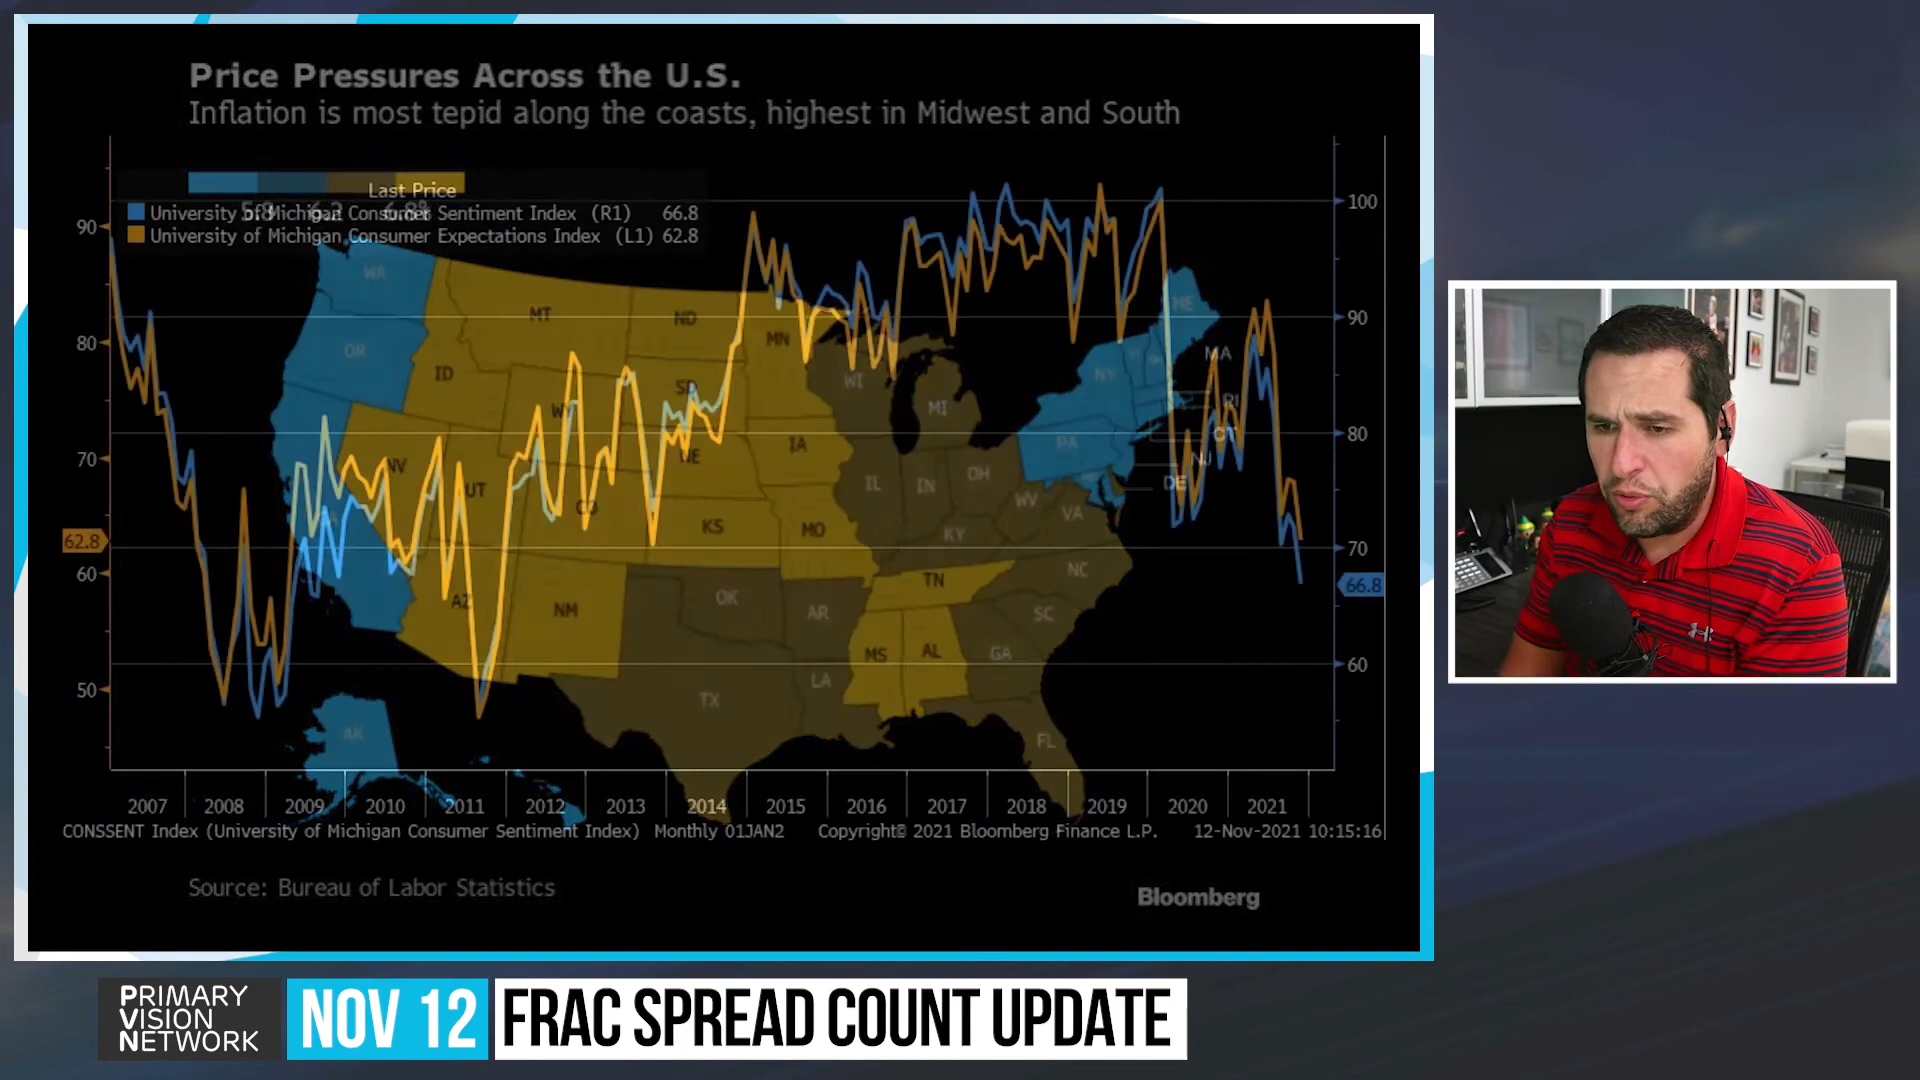 Price Pressures Across the U.S.
Inflation is most tepid along the coasts, highest in Midwest and South
Last Price
University of Michigan Consumer Sentiment Index (R1) 66.8
University of Michigan Consumer Expectations Index (L1) 62.8
100
90
90
80
80
70
70
62.8
60
66.8
60
50
WA
OR
MT
ID
ND
MN
SD
WY
NV
UT
CO
AZ
NM
NE
KS
IA
MO
OK
TX
AR
LA
WI
MI
IL
IN
OH
KY
WV
VA
TN
NC
SC
MS
AL
GA
FL
PA
NY
ME
MA
RI
CT
NJ
DE
AK
2007 2008 2009 2010 2011 2012 2013 2014 2015 2016 2017 2018 2019 2020 2021
CONSSENT Index (University of Michigan Consumer Sentiment Index) Monthly 01JAN2 Copyright© 2021 Bloomberg Finance L.P. 12-Nov-2021 10:15:16
Source: Bureau of Labor Statistics
Bloomberg
PRIMARY
VISION
NETWORK
NOV 12
FRAC SPREAD COUNT UPDATE